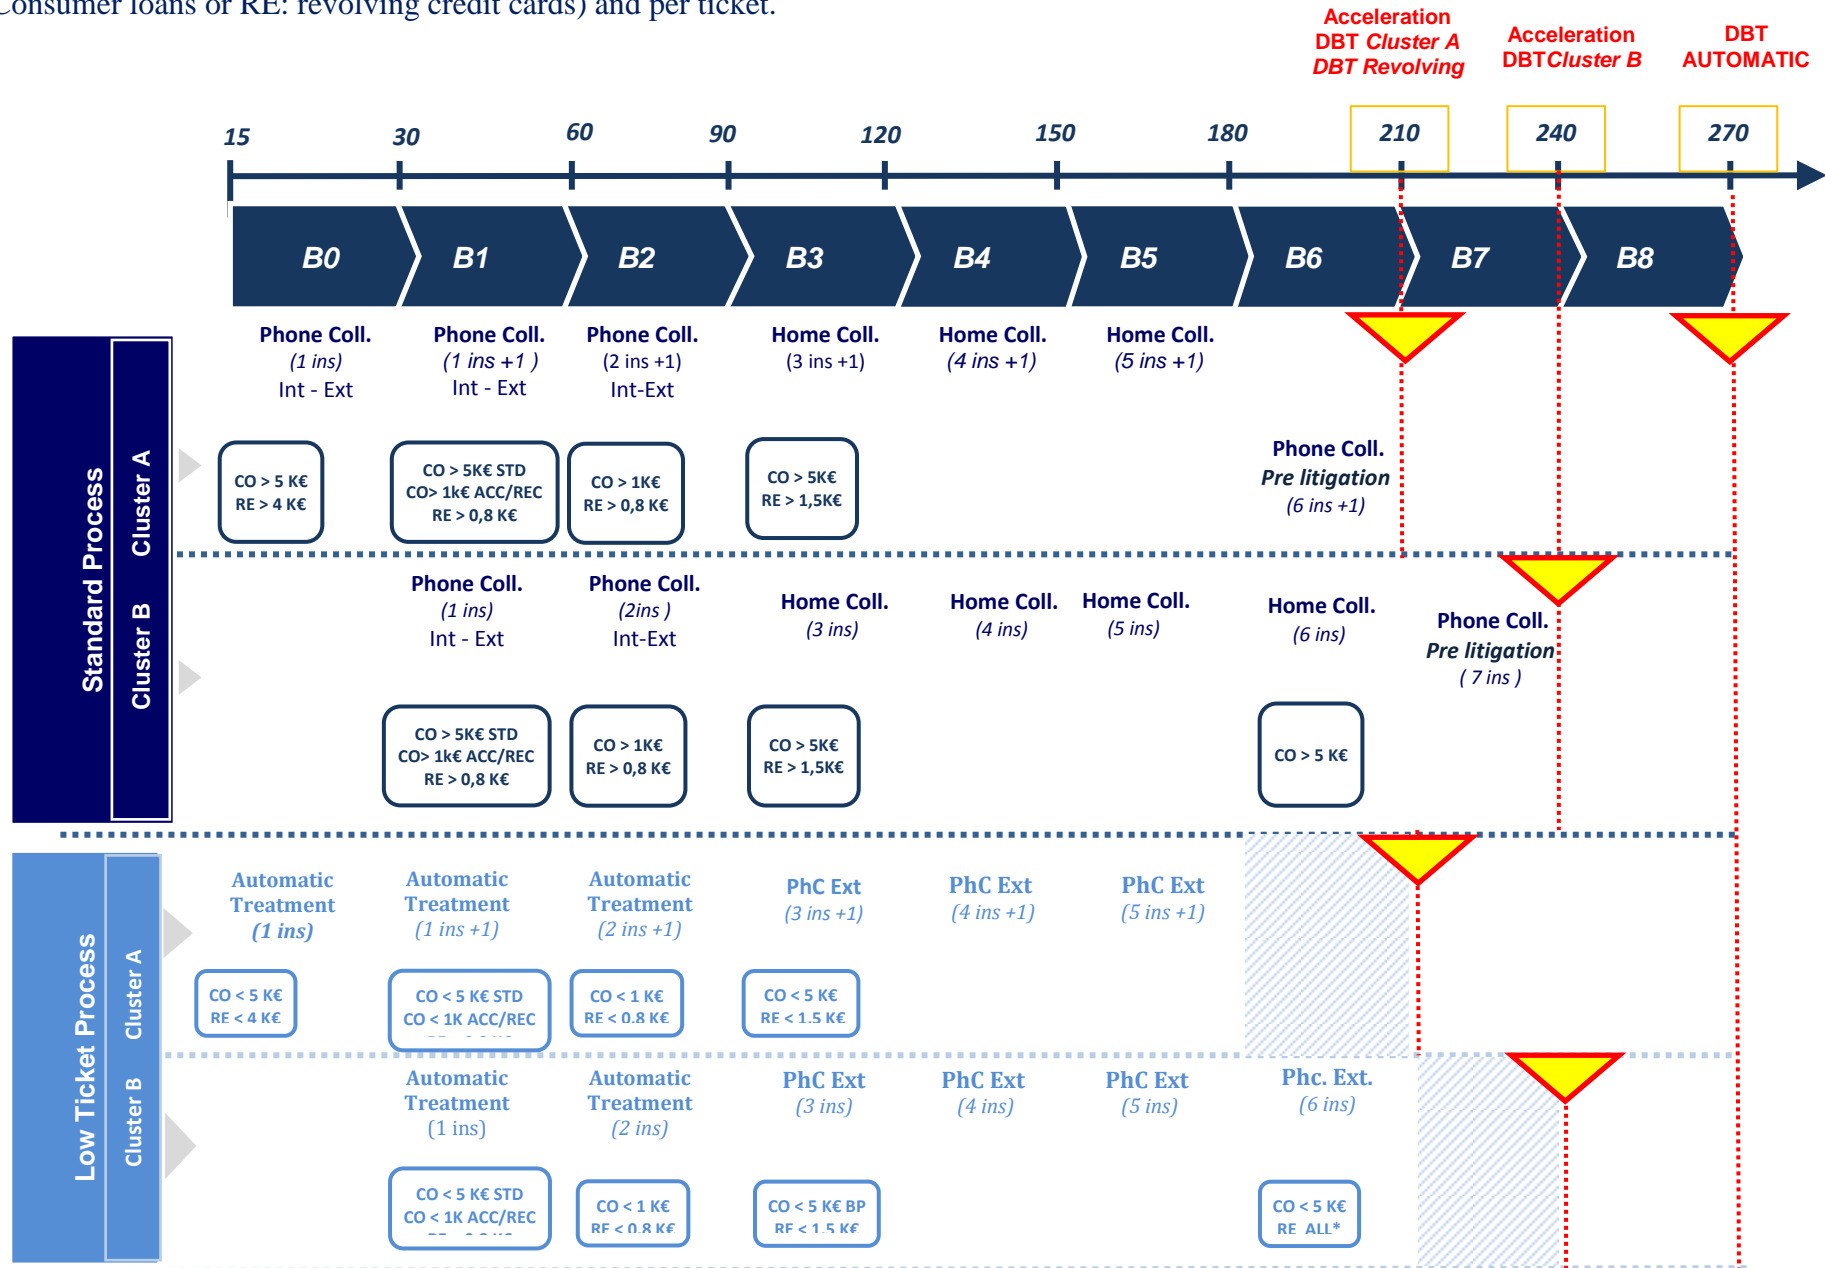 Consumer loans or RE: revolving credit cards) and per ticket.
Acceleration
DBT Cluster A
DBT Revolving
Acceleration
DBTCluster B
DBT
AUTOMATIC
15 30 60 90 120 150 180 210 240 270
B0 B1 B2 B3 B4 B5 B6 B7 B8
Standard Process
Cluster A
Phone Coll.
(1 ins)
Int - Ext
Phone Coll.
(1 ins +1 )
Int - Ext
Phone Coll.
(2 ins +1)
Int-Ext
Home Coll.
(3 ins +1)
Home Coll.
(4 ins +1)
Home Coll.
(5 ins +1)
Phone Coll.
Pre litigation
(6 ins +1)
CO > 5 K€
RE > 4 K€
CO > 5K€ STD
CO> 1k€ ACC/REC
RE > 0,8 K€
CO > 1K€
RE > 0,8 K€
CO > 5K€
RE > 1,5K€
Cluster B
Phone Coll.
(1 ins)
Int - Ext
Phone Coll.
(2ins )
Int-Ext
Home Coll.
(3 ins)
Home Coll.
(4 ins)
Home Coll.
(5 ins)
Home Coll.
(6 ins)
Phone Coll.
Pre litigation
( 7 ins )
CO > 5K€ STD
CO> 1k€ ACC/REC
RE > 0,8 K€
CO > 1K€
RE > 0,8 K€
CO > 5K€
RE > 1,5K€
CO > 5 K€
Low Ticket Process
Cluster A
Automatic
Treatment
(1 ins)
Automatic
Treatment
(1 ins +1)
Automatic
Treatment
(2 ins +1)
PhC Ext
(3 ins +1)
PhC Ext
(4 ins +1)
PhC Ext
(5 ins +1)
CO < 5 K€
RE < 4 K€
CO < 5 K€ STD
CO < 1K ACC/REC
CO < 1 K€
RE < 0.8 K€
CO < 5 K€
RE < 1.5 K€
Cluster B
Automatic
Treatment
(1 ins)
Automatic
Treatment
(2 ins)
PhC Ext
(3 ins)
PhC Ext
(4 ins)
PhC Ext
(5 ins)
Phc. Ext.
(6 ins)
CO < 5 K€ STD
CO < 1K ACC/REC
CO < 1 K€
RE < 0.8 K€
CO < 5 K€ BP
RE < 1.5 K€
CO < 5 K€
RE ALL*